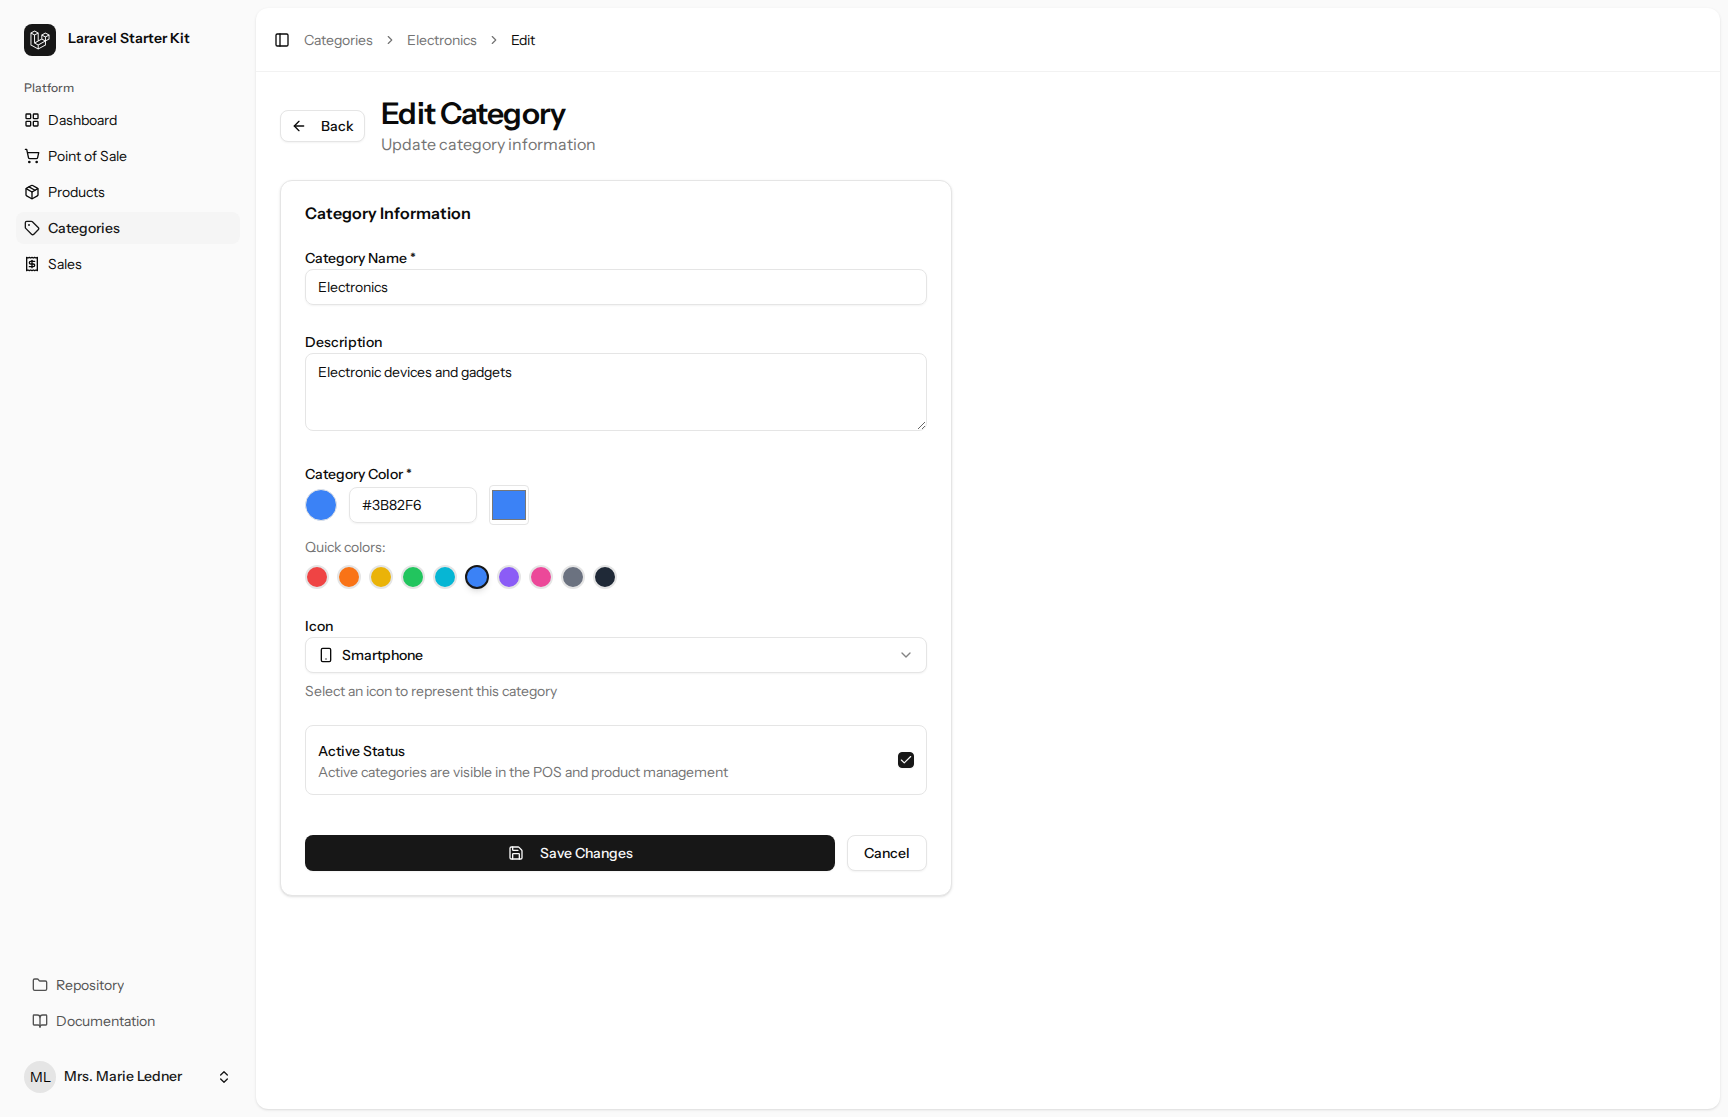 Laravel Starter Kit
Platform
Dashboard
Point of Sale
Products
Categories
Sales
Repository
Documentation
ML
Mrs. Marie Ledner
Categories
Electronics
Edit
Back
Edit Category
Update category information
Category Information
Category Name *
Electronics
Description
Electronic devices and gadgets
Category Color *
#3B82F6
Quick colors:
Icon
Smartphone
Select an icon to represent this category
Active Status
Active categories are visible in the POS and product management
Save Changes
Cancel